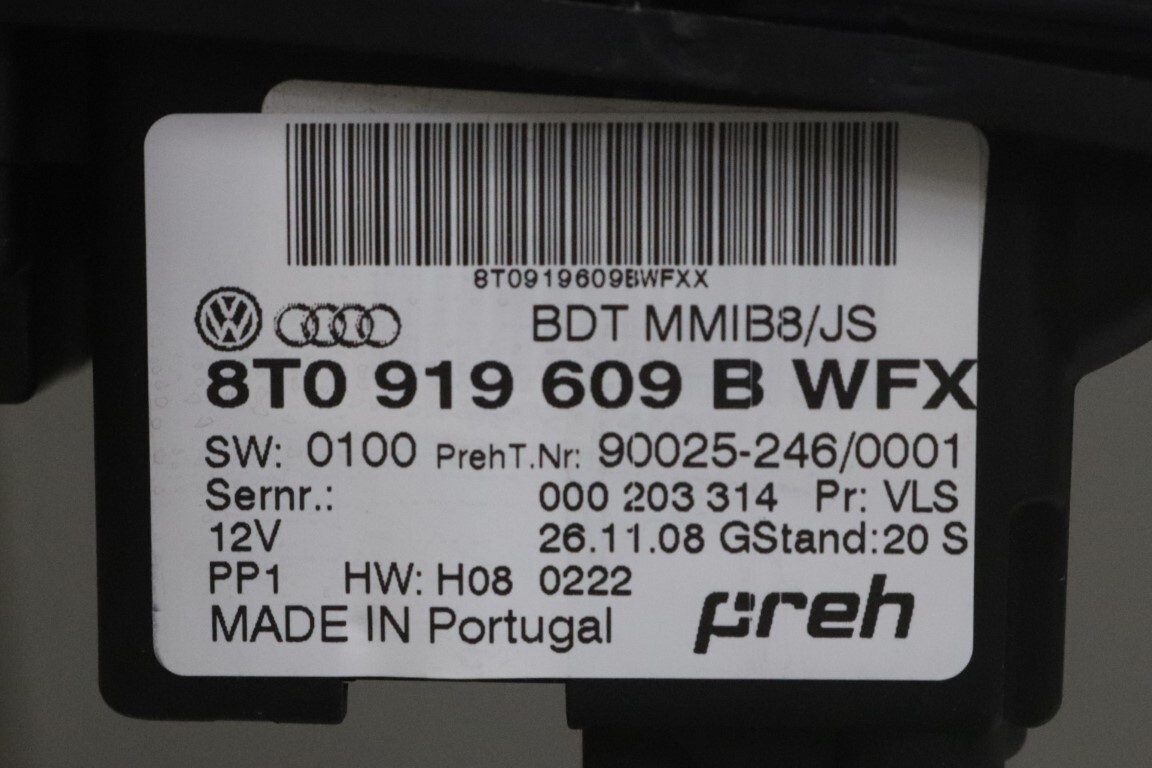 8T0919609BWFXX
BDT MMIB8/JS
8T0 919 609 B WFX
SW: 0100 PrehT.Nr: 90025-246/0001
Sernr.: 000 203 314 Pr: VLS
12V 26.11.08 GStand:20 S
PP1 HW: H08 0222
MADE IN Portugal preh